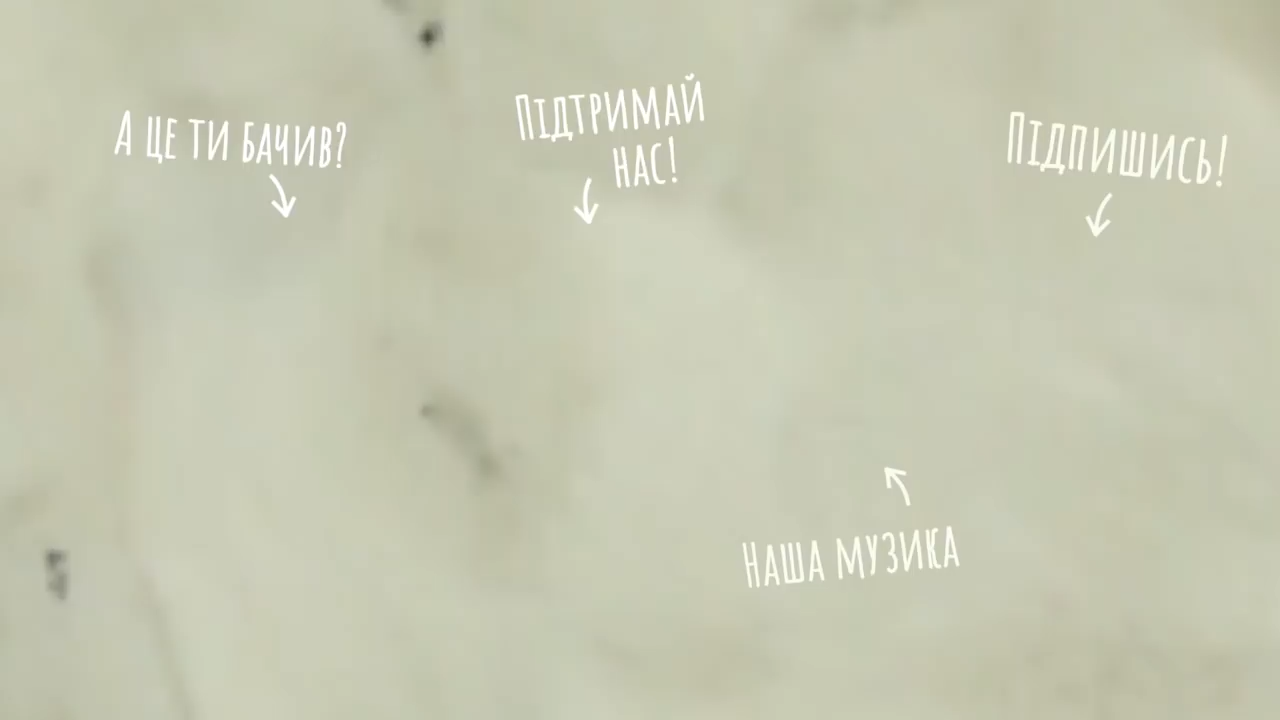 А це ти бачив?
Підтримай
нас!
Підпишись!
Наша музика